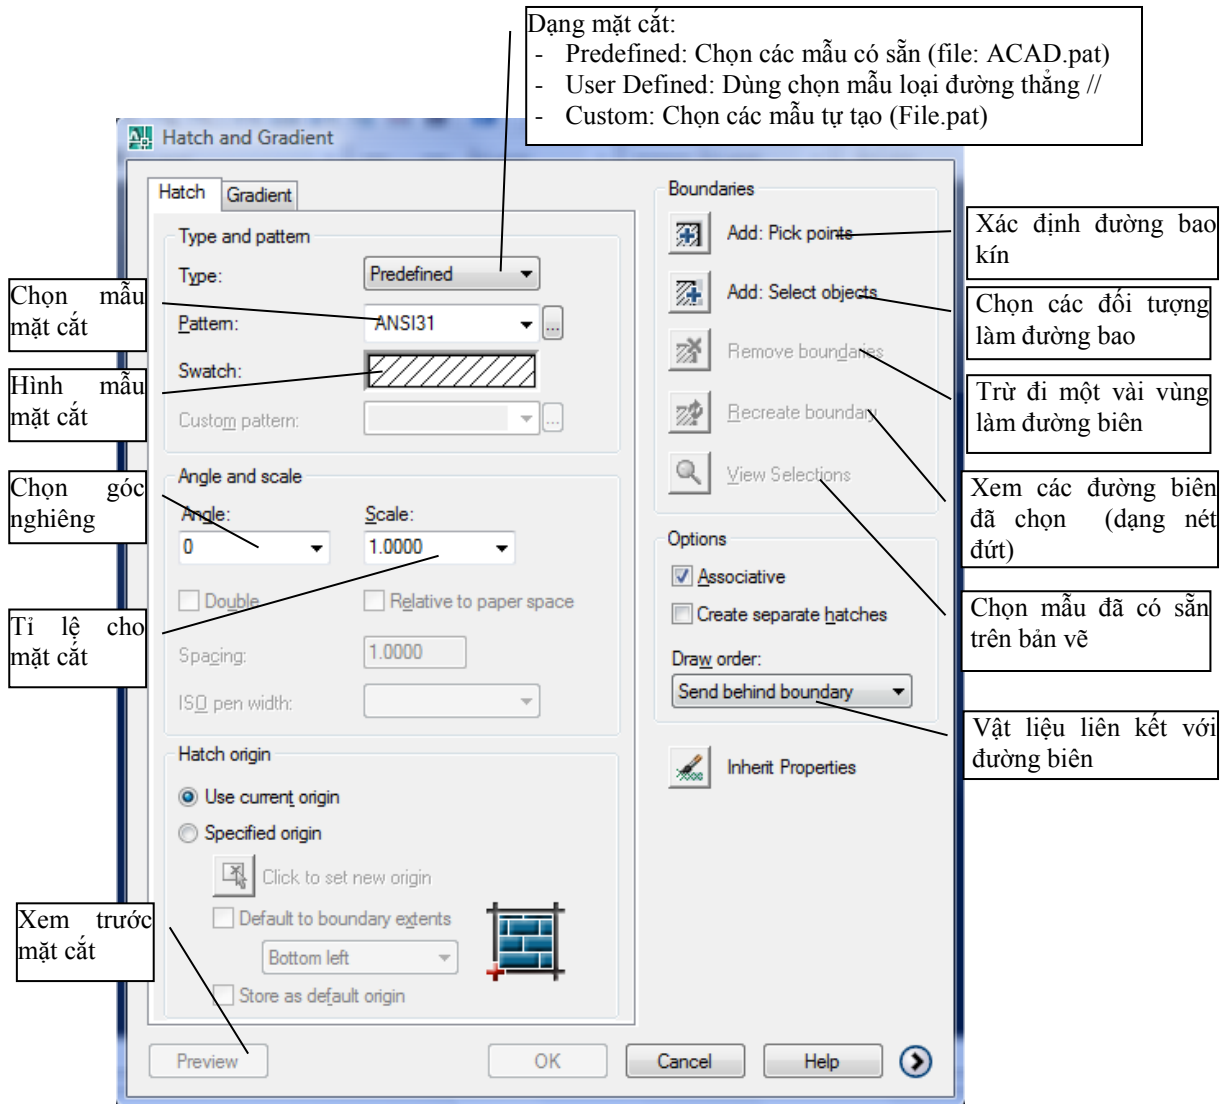 Dạng mặt cắt:
- Predefined: Chọn các mẫu có sẵn (file: ACAD.pat)
- User Defined: Dùng chọn mẫu loại đường thẳng //
- Custom: Chọn các mẫu tự tạo (File.pat)
Hatch and Gradient
Hatch
Gradient
Type and pattern
Type:
Predefined
Pattern:
ANSI31
...
Swatch:
Custom pattern:
...
Angle and scale
Angle:
Scale:
0
1.0000
Double
Relative to paper space
Spacing:
1.0000
ISO pen width:
Hatch origin
Use current origin
Specified origin
Click to set new origin
Default to boundary extents
Bottom left
Store as default origin
Boundaries
Add: Pick points
Add: Select objects
Remove boundaries
Recreate boundary
View Selections
Options
Associative
Create separate hatches
Draw order:
Send behind boundary
Inherit Properties
Preview
OK
Cancel
Help
Chọn mẫu
mặt cắt
Hình mẫu
mặt cắt
Chọn góc
nghiêng
Tỉ lệ cho
mặt cắt
Xem trước
mặt cắt
Xác định đường bao
kín
Chọn các đối tượng
làm đường bao
Trừ đi một vài vùng
làm đường biên
Xem các đường biên
đã chọn (dạng nét
đứt)
Chọn mẫu đã có sẵn
trên bản vẽ
Vật liệu liên kết với
đường biên